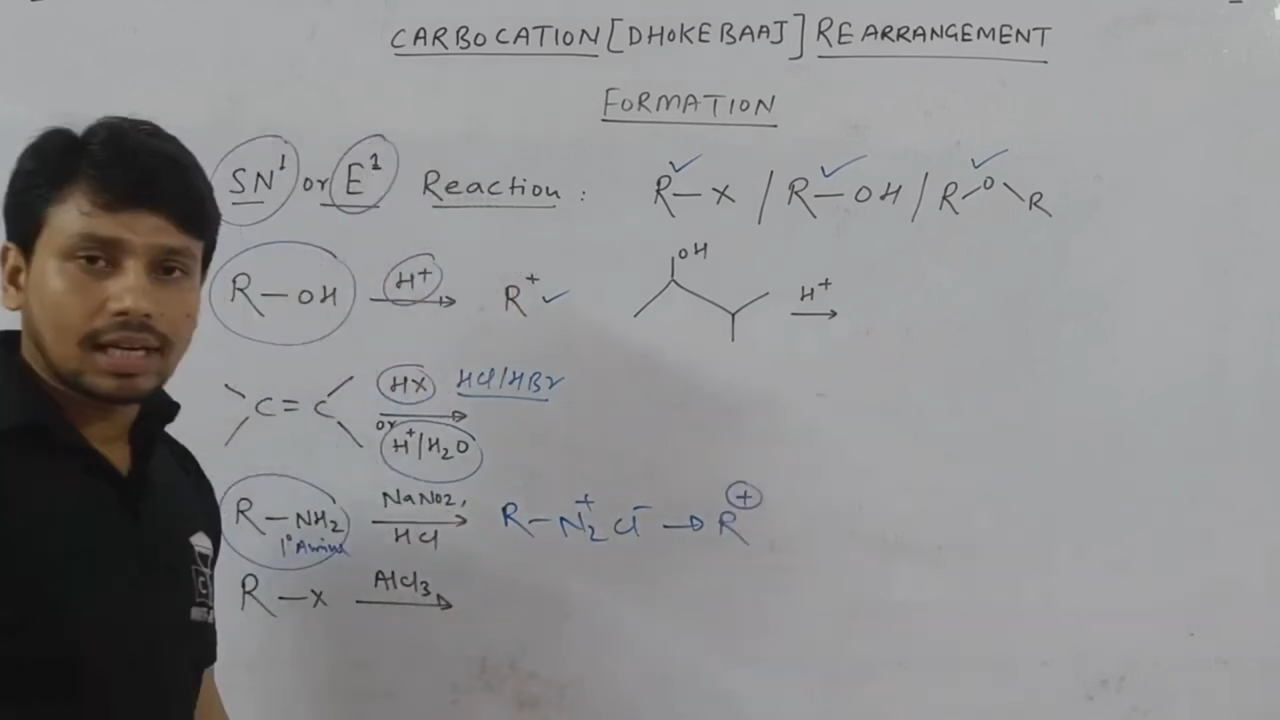 CARBOCATION [DHOKEBAAJ] REARRANGEMENT
FORMATION
SN¹ or E¹ Reaction : R—X / R—OH / R—O—R
R—OH H⁺ R⁺ ✓ OH H⁺
C=C HX HCl/HBr
or
H⁺/H₂O
R—NH₂ NaNO₂, R—N₂⁺Cl⁻ → R⊕
1° Amine HCl
R—X AlCl₃